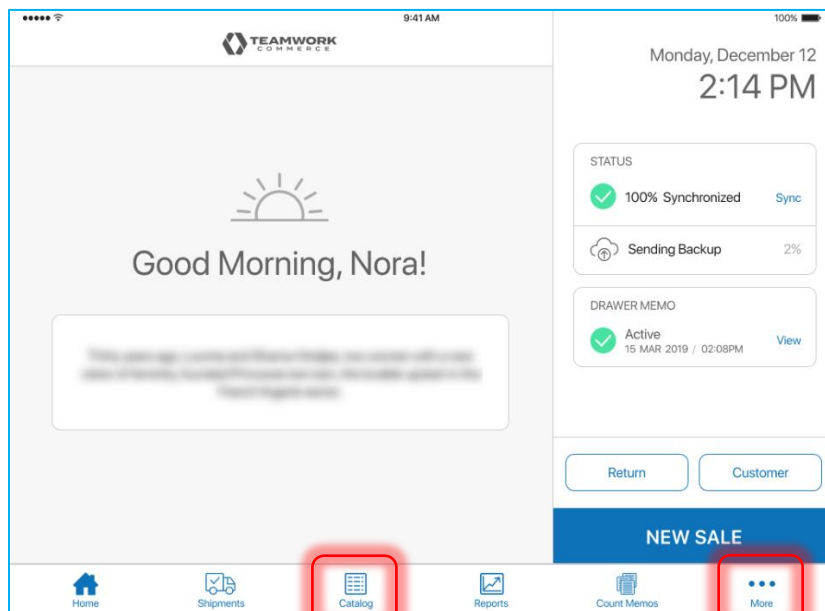 9:41 AM
100%
TEAMWORK
COMMERCE
Monday, December 12
2:14 PM
Good Morning, Nora!
STATUS
100% Synchronized
Sync
Sending Backup
2%
DRAWER MEMO
Active
15 MAR 2019 / 02:08PM
View
Return
Customer
NEW SALE
Home
Shipments
Catalog
Reports
Count Memos
More